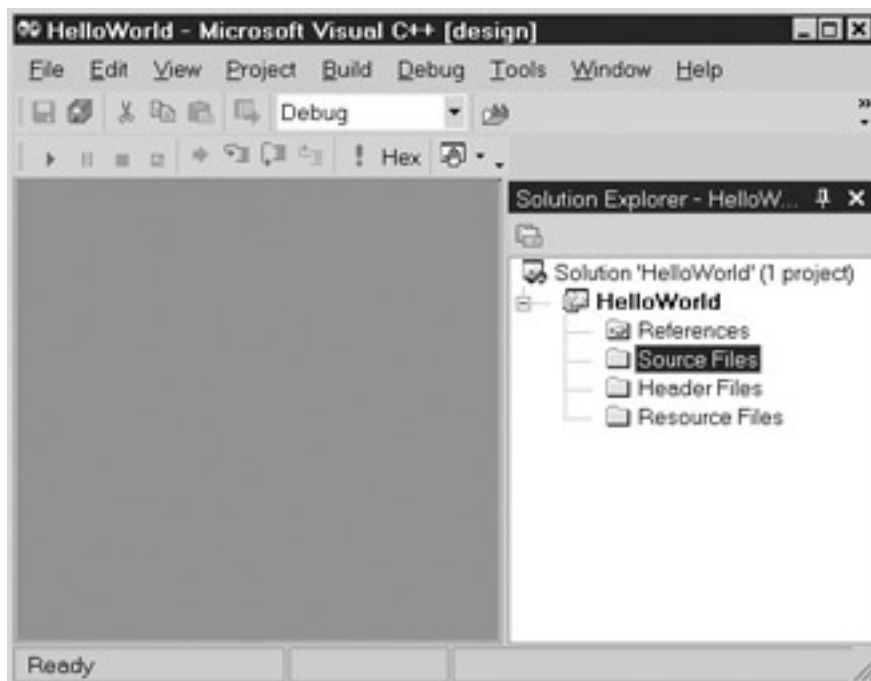 HelloWorld - Microsoft Visual C++ [design]
File Edit View Project Build Debug Tools Window Help
Debug
Hex
Solution Explorer - HelloW...
Solution 'HelloWorld' (1 project)
HelloWorld
References
Source Files
Header Files
Resource Files
Ready